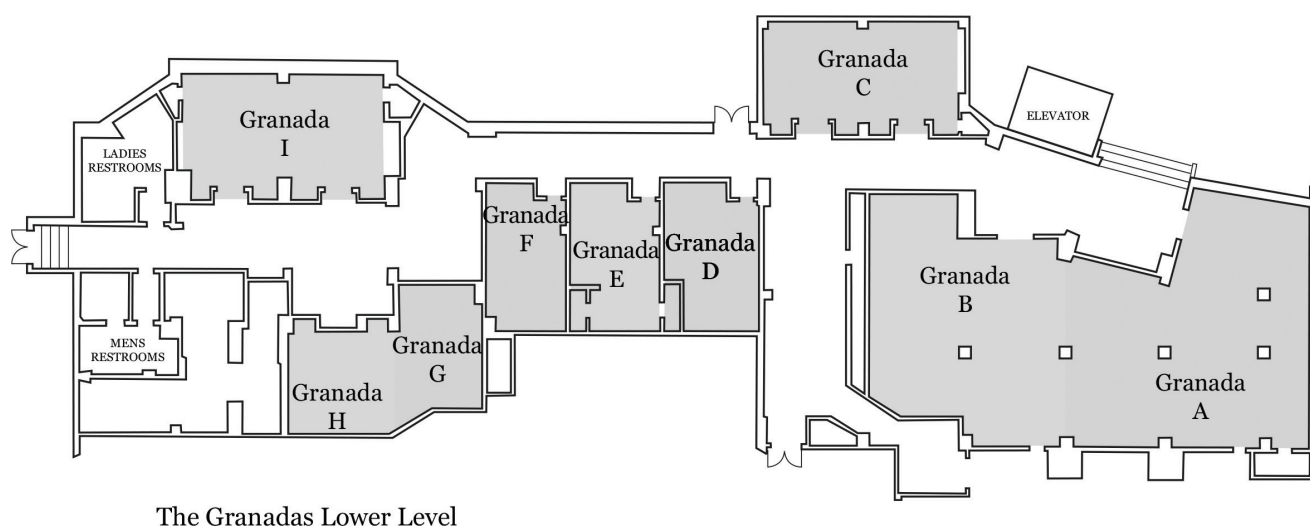 Granada
C
Granada
I
ELEVATOR
LADIES
RESTROOMS
Granada
F
Granada
E
Granada
D
Granada
B
MENS
RESTROOMS
Granada
G
Granada
H
Granada
A
The Granadas Lower Level